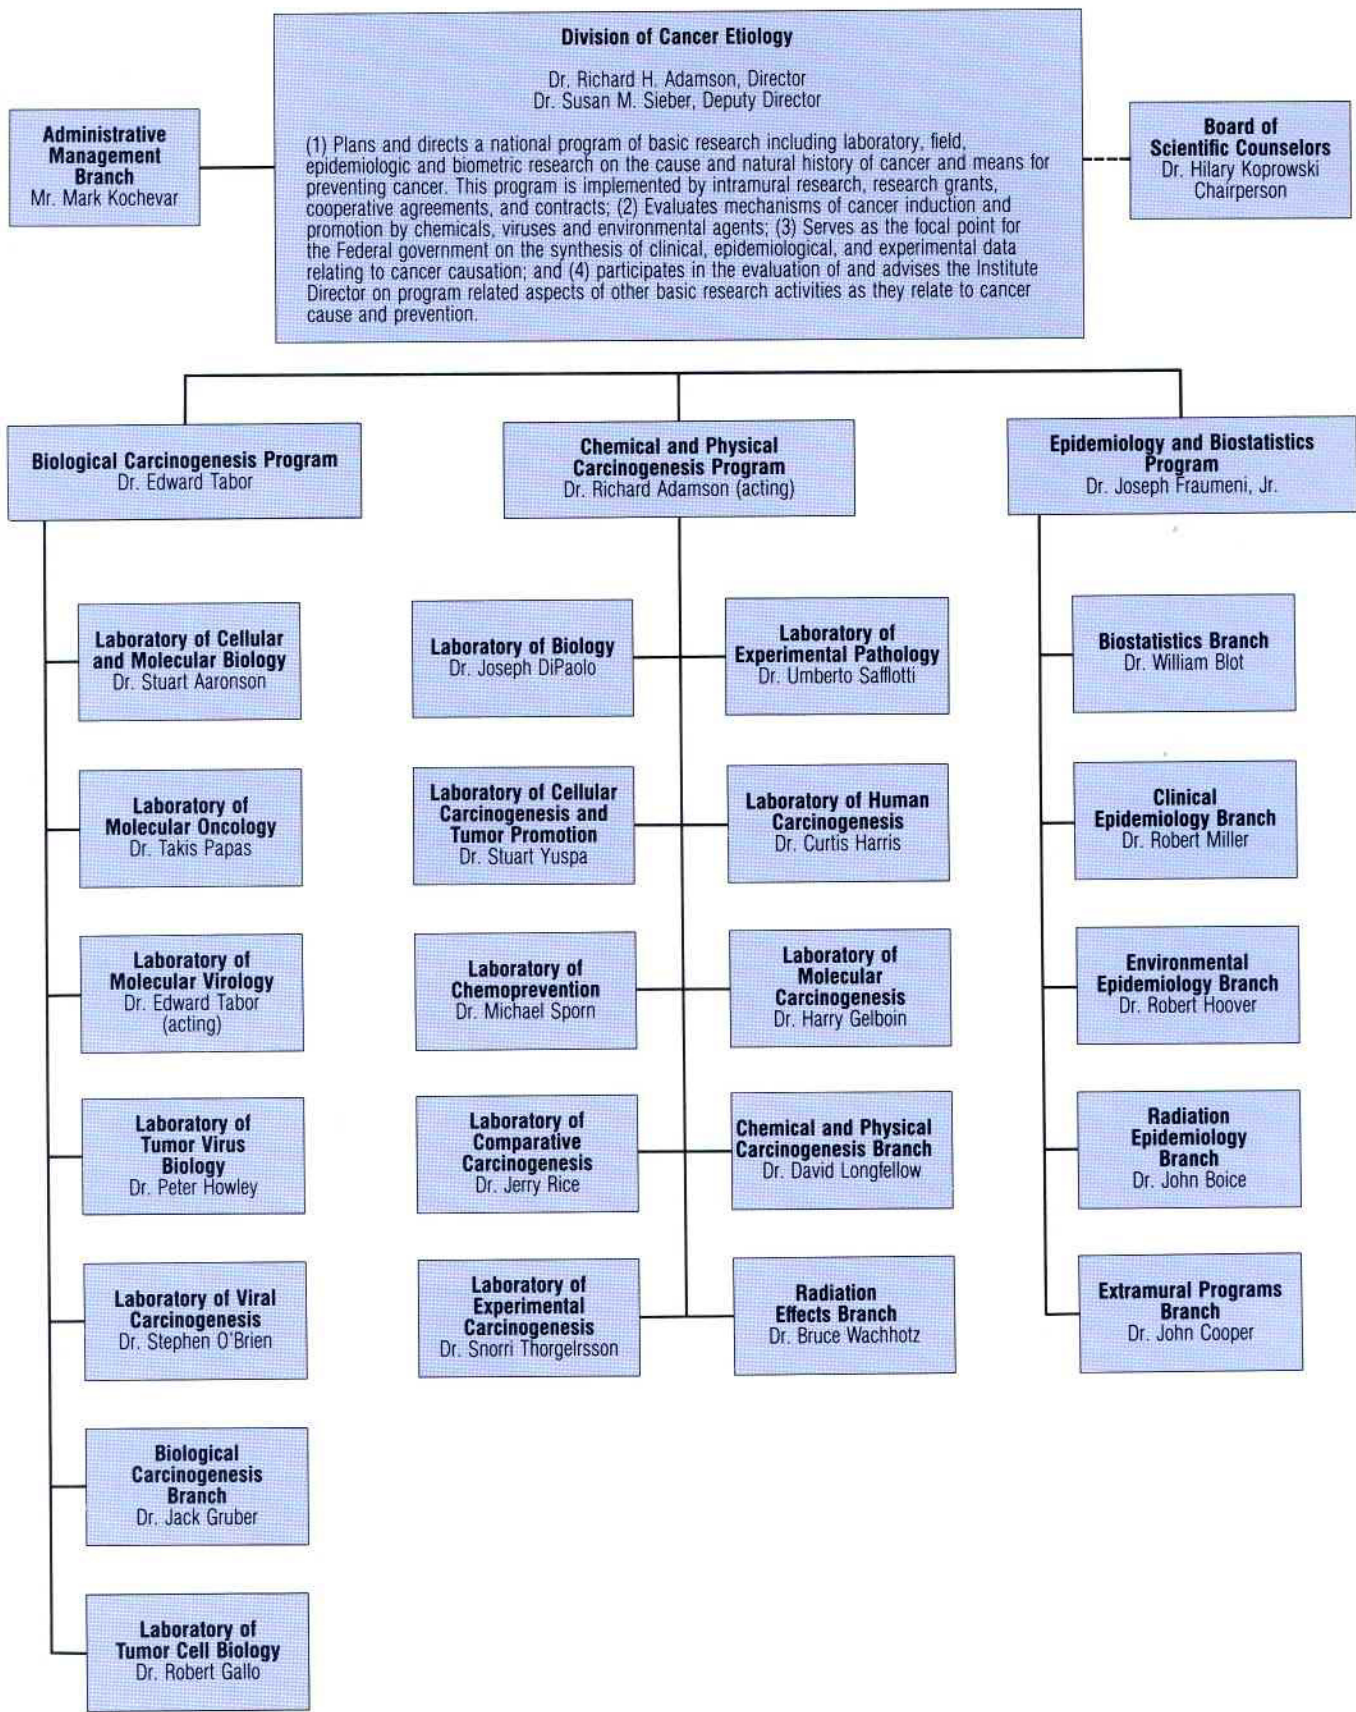 Division of Cancer Etiology
Dr. Richard H. Adamson, Director
Dr. Susan M. Sieber, Deputy Director
(1) Plans and directs a national program of basic research including laboratory, field,
epidemiologic and biometric research on the cause and natural history of cancer and means for
preventing cancer. This program is implemented by intramural research, research grants,
cooperative agreements, and contracts; (2) Evaluates mechanisms of cancer induction and
promotion by chemicals, viruses and environmental agents; (3) Serves as the focal point for
the Federal government on the synthesis of clinical, epidemiological, and experimental data
relating to cancer causation; and (4) participates in the evaluation of and advises the Institute
Director on program related aspects of other basic research activities as they relate to cancer
cause and prevention.
Administrative
Management
Branch
Mr. Mark Kochevar
Board of
Scientific Counselors
Dr. Hilary Koprowski
Chairperson
Biological Carcinogenesis Program
Dr. Edward Tabor
Chemical and Physical
Carcinogenesis Program
Dr. Richard Adamson (acting)
Epidemiology and Biostatistics
Program
Dr. Joseph Fraumeni, Jr.
Laboratory of Cellular
and Molecular Biology
Dr. Stuart Aaronson
Laboratory of
Molecular Oncology
Dr. Takis Papas
Laboratory of
Molecular Virology
Dr. Edward Tabor
(acting)
Laboratory of
Tumor Virus
Biology
Dr. Peter Howley
Laboratory of Viral
Carcinogenesis
Dr. Stephen O'Brien
Biological
Carcinogenesis
Branch
Dr. Jack Gruber
Laboratory of
Tumor Cell Biology
Dr. Robert Gallo
Laboratory of Biology
Dr. Joseph DiPaolo
Laboratory of Cellular
Carcinogenesis and
Tumor Promotion
Dr. Stuart Yuspa
Laboratory of
Chemoprevention
Dr. Michael Sporn
Laboratory of
Comparative
Carcinogenesis
Dr. Jerry Rice
Laboratory of
Experimental
Carcinogenesis
Dr. Snorri Thorgelrsson
Laboratory of
Experimental Pathology
Dr. Umberto Safflotti
Laboratory of Human
Carcinogenesis
Dr. Curtis Harris
Laboratory of
Molecular
Carcinogenesis
Dr. Harry Gelboin
Chemical and Physical
Carcinogenesis Branch
Dr. David Longfellow
Radiation
Effects Branch
Dr. Bruce Wachhotz
Biostatistics Branch
Dr. William Blot
Clinical
Epidemiology Branch
Dr. Robert Miller
Environmental
Epidemiology Branch
Dr. Robert Hoover
Radiation
Epidemiology
Branch
Dr. John Boice
Extramural Programs
Branch
Dr. John Cooper